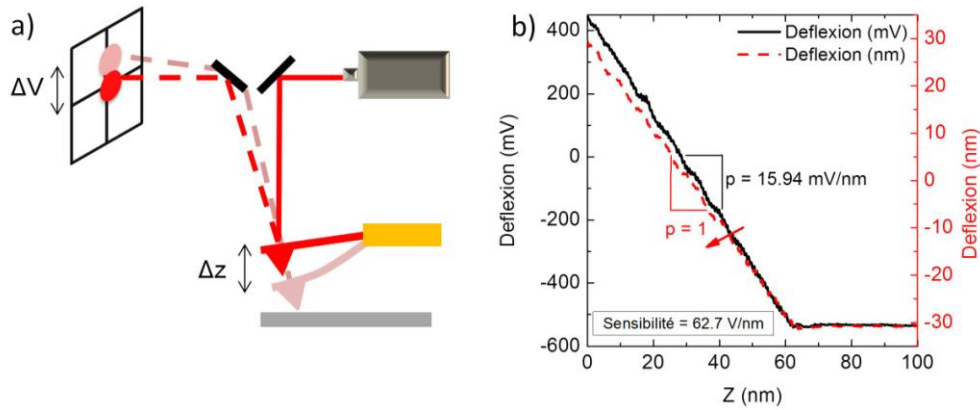 a)
ΔV
Δz
b)
Deflexion (mV)
Deflexion (nm)
400
200
0
-200
-400
-600
Deflexion (mV)
30
20
10
0
-10
-20
-30
Deflexion (nm)
p = 15.94 mV/nm
p = 1
Sensibilité = 62.7 V/nm
0
20
40
60
80
100
Z (nm)